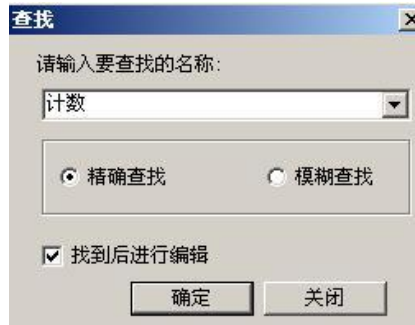 查找
请输入要查找的名称:
计数
精确查找 模糊查找
找到后进行编辑
确定 关闭